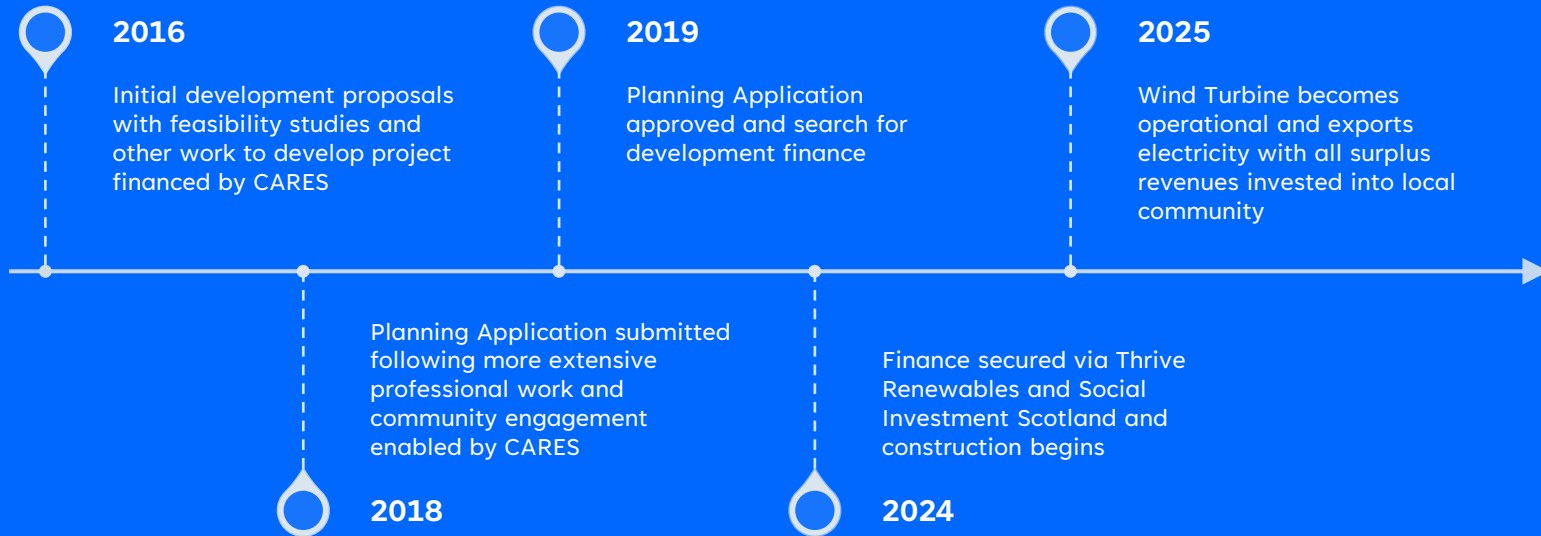 2016
Initial development proposals
with feasibility studies and
other work to develop project
financed by CARES
2019
Planning Application
approved and search for
development finance
2025
Wind Turbine becomes
operational and exports
electricity with all surplus
revenues invested into local
community
Planning Application submitted
following more extensive
professional work and
community engagement
enabled by CARES
2018
Finance secured via Thrive
Renewables and Social
Investment Scotland and
construction begins
2024